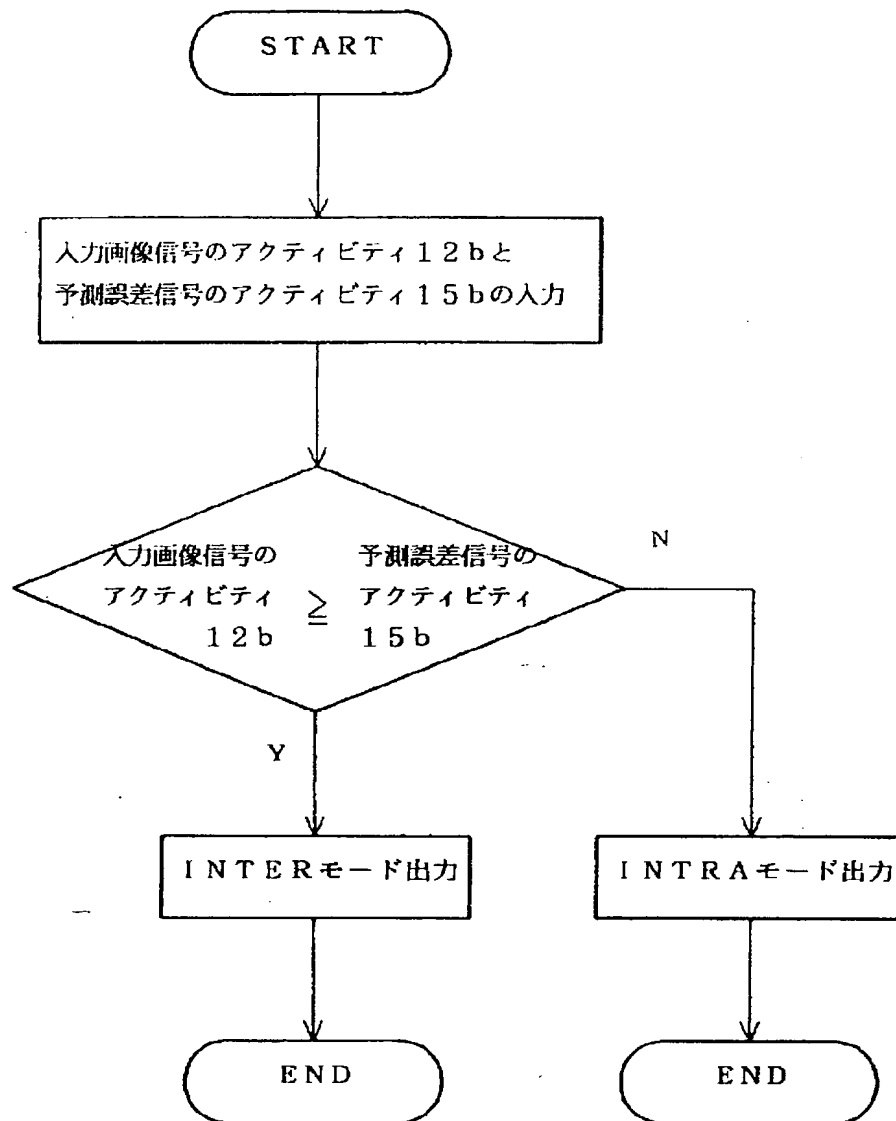 ＳＴＡＲＴ
入力画像信号のアクティビティ１２ｂと
予測誤差信号のアクティビティ１５ｂの入力
入力画像信号の
アクティビティ
１２ｂ
≧
予測誤差信号の
アクティビティ
１５ｂ
Ｎ
Ｙ
ＩＮＴＥＲモード出力
ＩＮＴＲＡモード出力
ＥＮＤ
ＥＮＤ